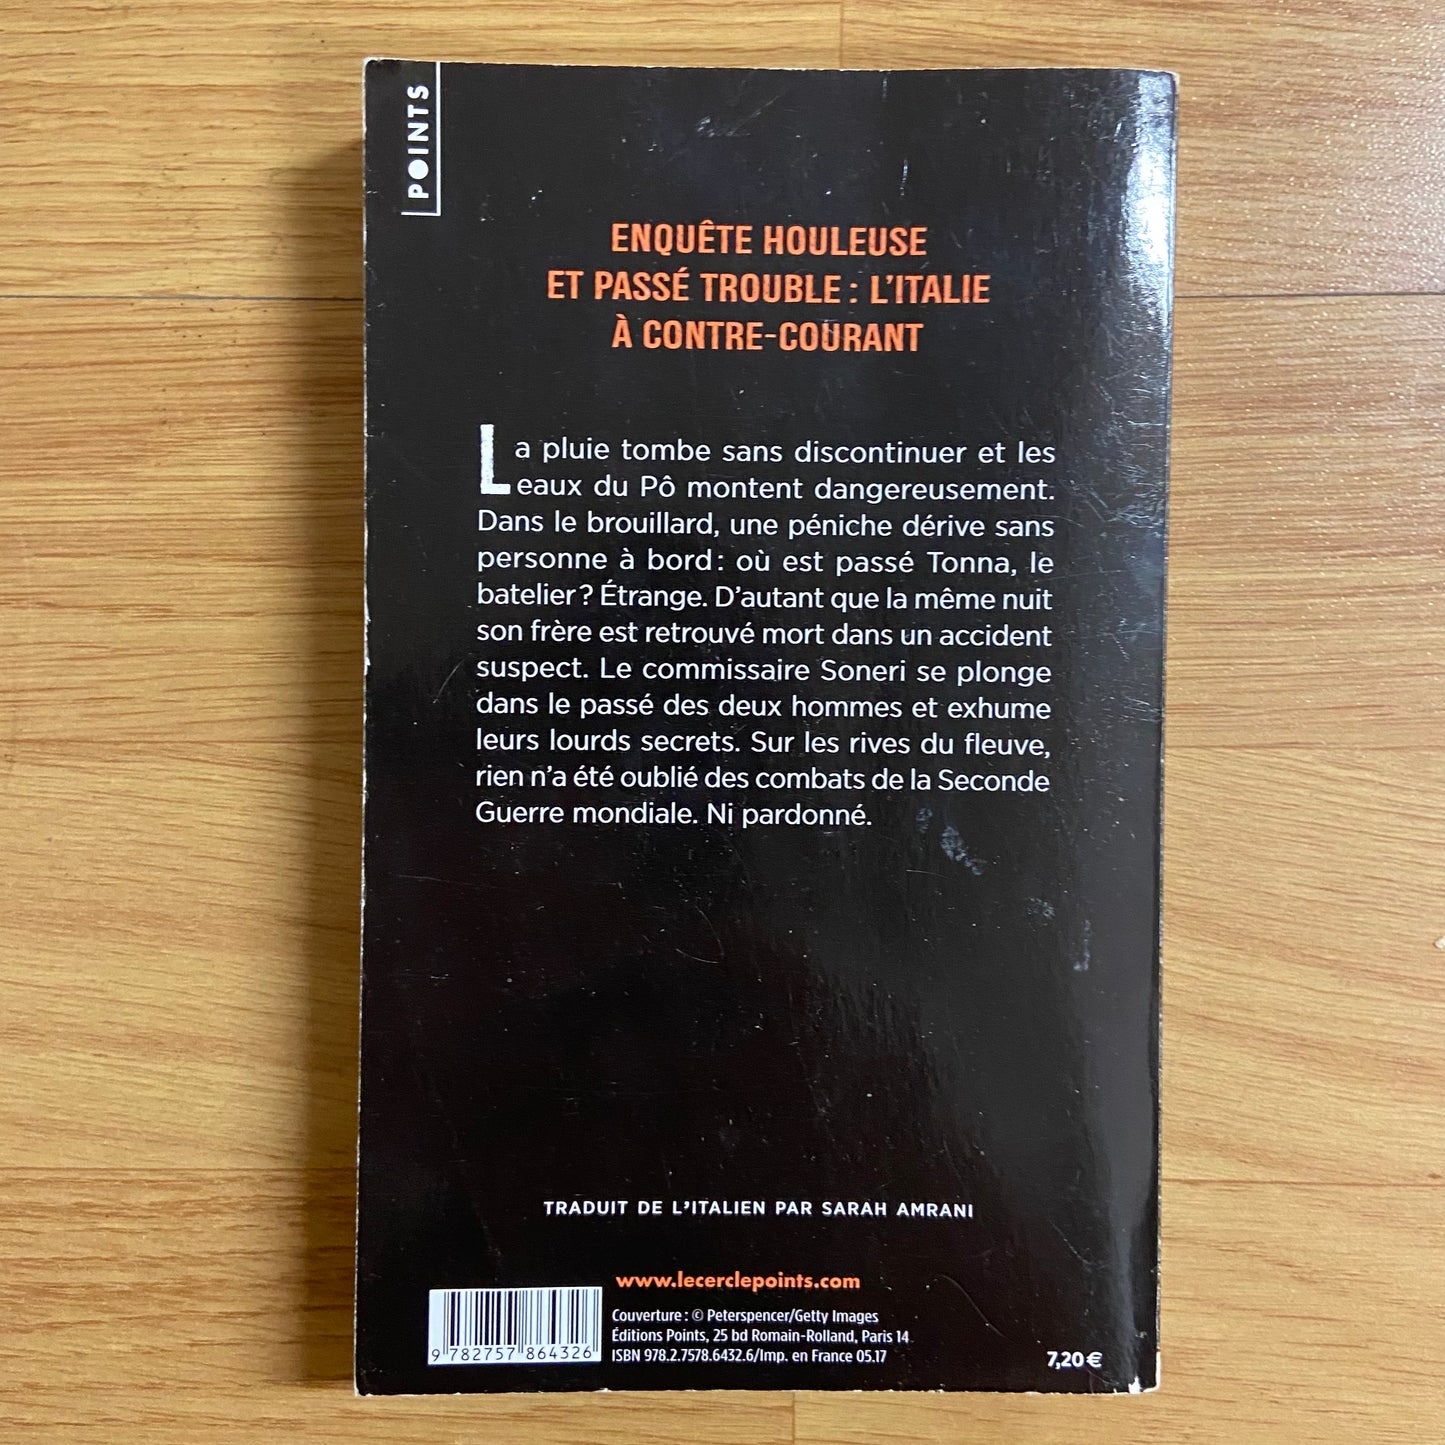 POINTS
ENQUÊTE HOULEUSE
ET PASSÉ TROUBLE : L'ITALIE
À CONTRE-COURANT
La pluie tombe sans discontinuer et les
eaux du Pô montent dangereusement.
Dans le brouillard, une péniche dérive sans
personne à bord : où est passé Tonna, le
batelier ? Étrange. D'autant que la même nuit
son frère est retrouvé mort dans un accident
suspect. Le commissaire Soneri se plonge
dans le passé des deux hommes et exhume
leurs lourds secrets. Sur les rives du fleuve,
rien n'a été oublié des combats de la Seconde
Guerre mondiale. Ni pardonné.
TRADUIT DE L'ITALIEN PAR SARAH AMRANI
www.lecerclepoints.com
Couverture : © Peterspencer/Getty Images
Éditions Points, 25 bd Romain-Rolland, Paris 14
ISBN 978.2.7578.6432.6/Imp. en France 05.17
9 782757 864326
7,20 €